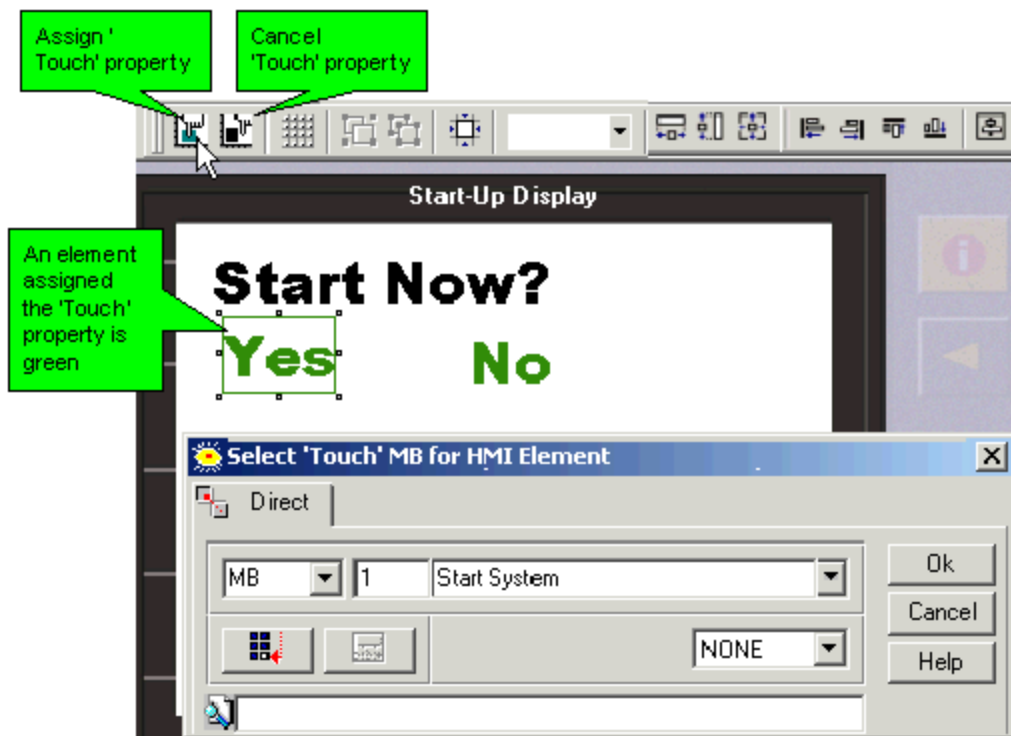 Assign '
Touch' property
Cancel
'Touch' property
Start-Up Display
An element
assigned
the 'Touch'
property is
green
Start Now?
Yes
No
Select 'Touch' MB for HMI Element
Direct
MB
1
Start System
Ok
Cancel
NONE
Help